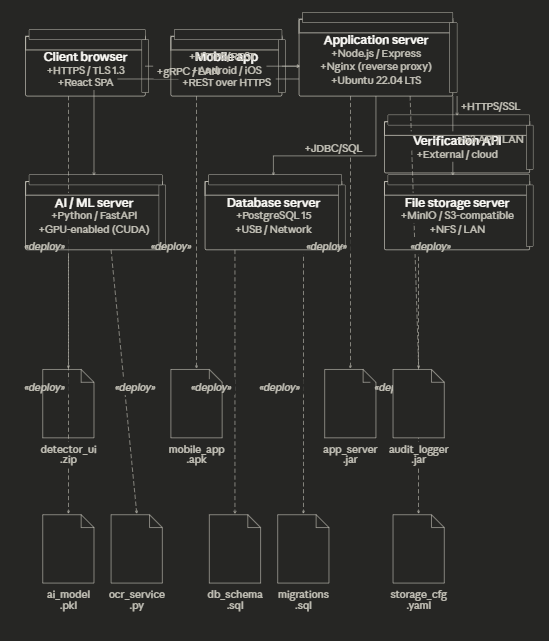 Application server
+Node.js / Express
+Nginx (reverse proxy)
+Ubuntu 22.04 LTS
Client browser
+HTTPS / TLS 1.3
+React SPA
Mobile app
+Android / iOS
+REST over HTTPS
+gRPC / LAN
+HTTPS/SSL
Verification API
+External / cloud
LAN
+JDBC/SQL
AI / ML server
+Python / FastAPI
+GPU-enabled (CUDA)
«deploy»
«deploy»
Database server
+PostgreSQL 15
+USB / Network
«deploy»
File storage server
+MinIO / S3-compatible
+NFS / LAN
«deploy»
«deploy»
«deploy»
«deploy»
«deploy»
«dep
detector_ui
.zip
mobile_app
.apk
app_server
.jar
audit_logger
.jar
ai_model
.pkl
ocr_service
.py
db_schema
.sql
migrations
.sql
storage_cfg
.yaml